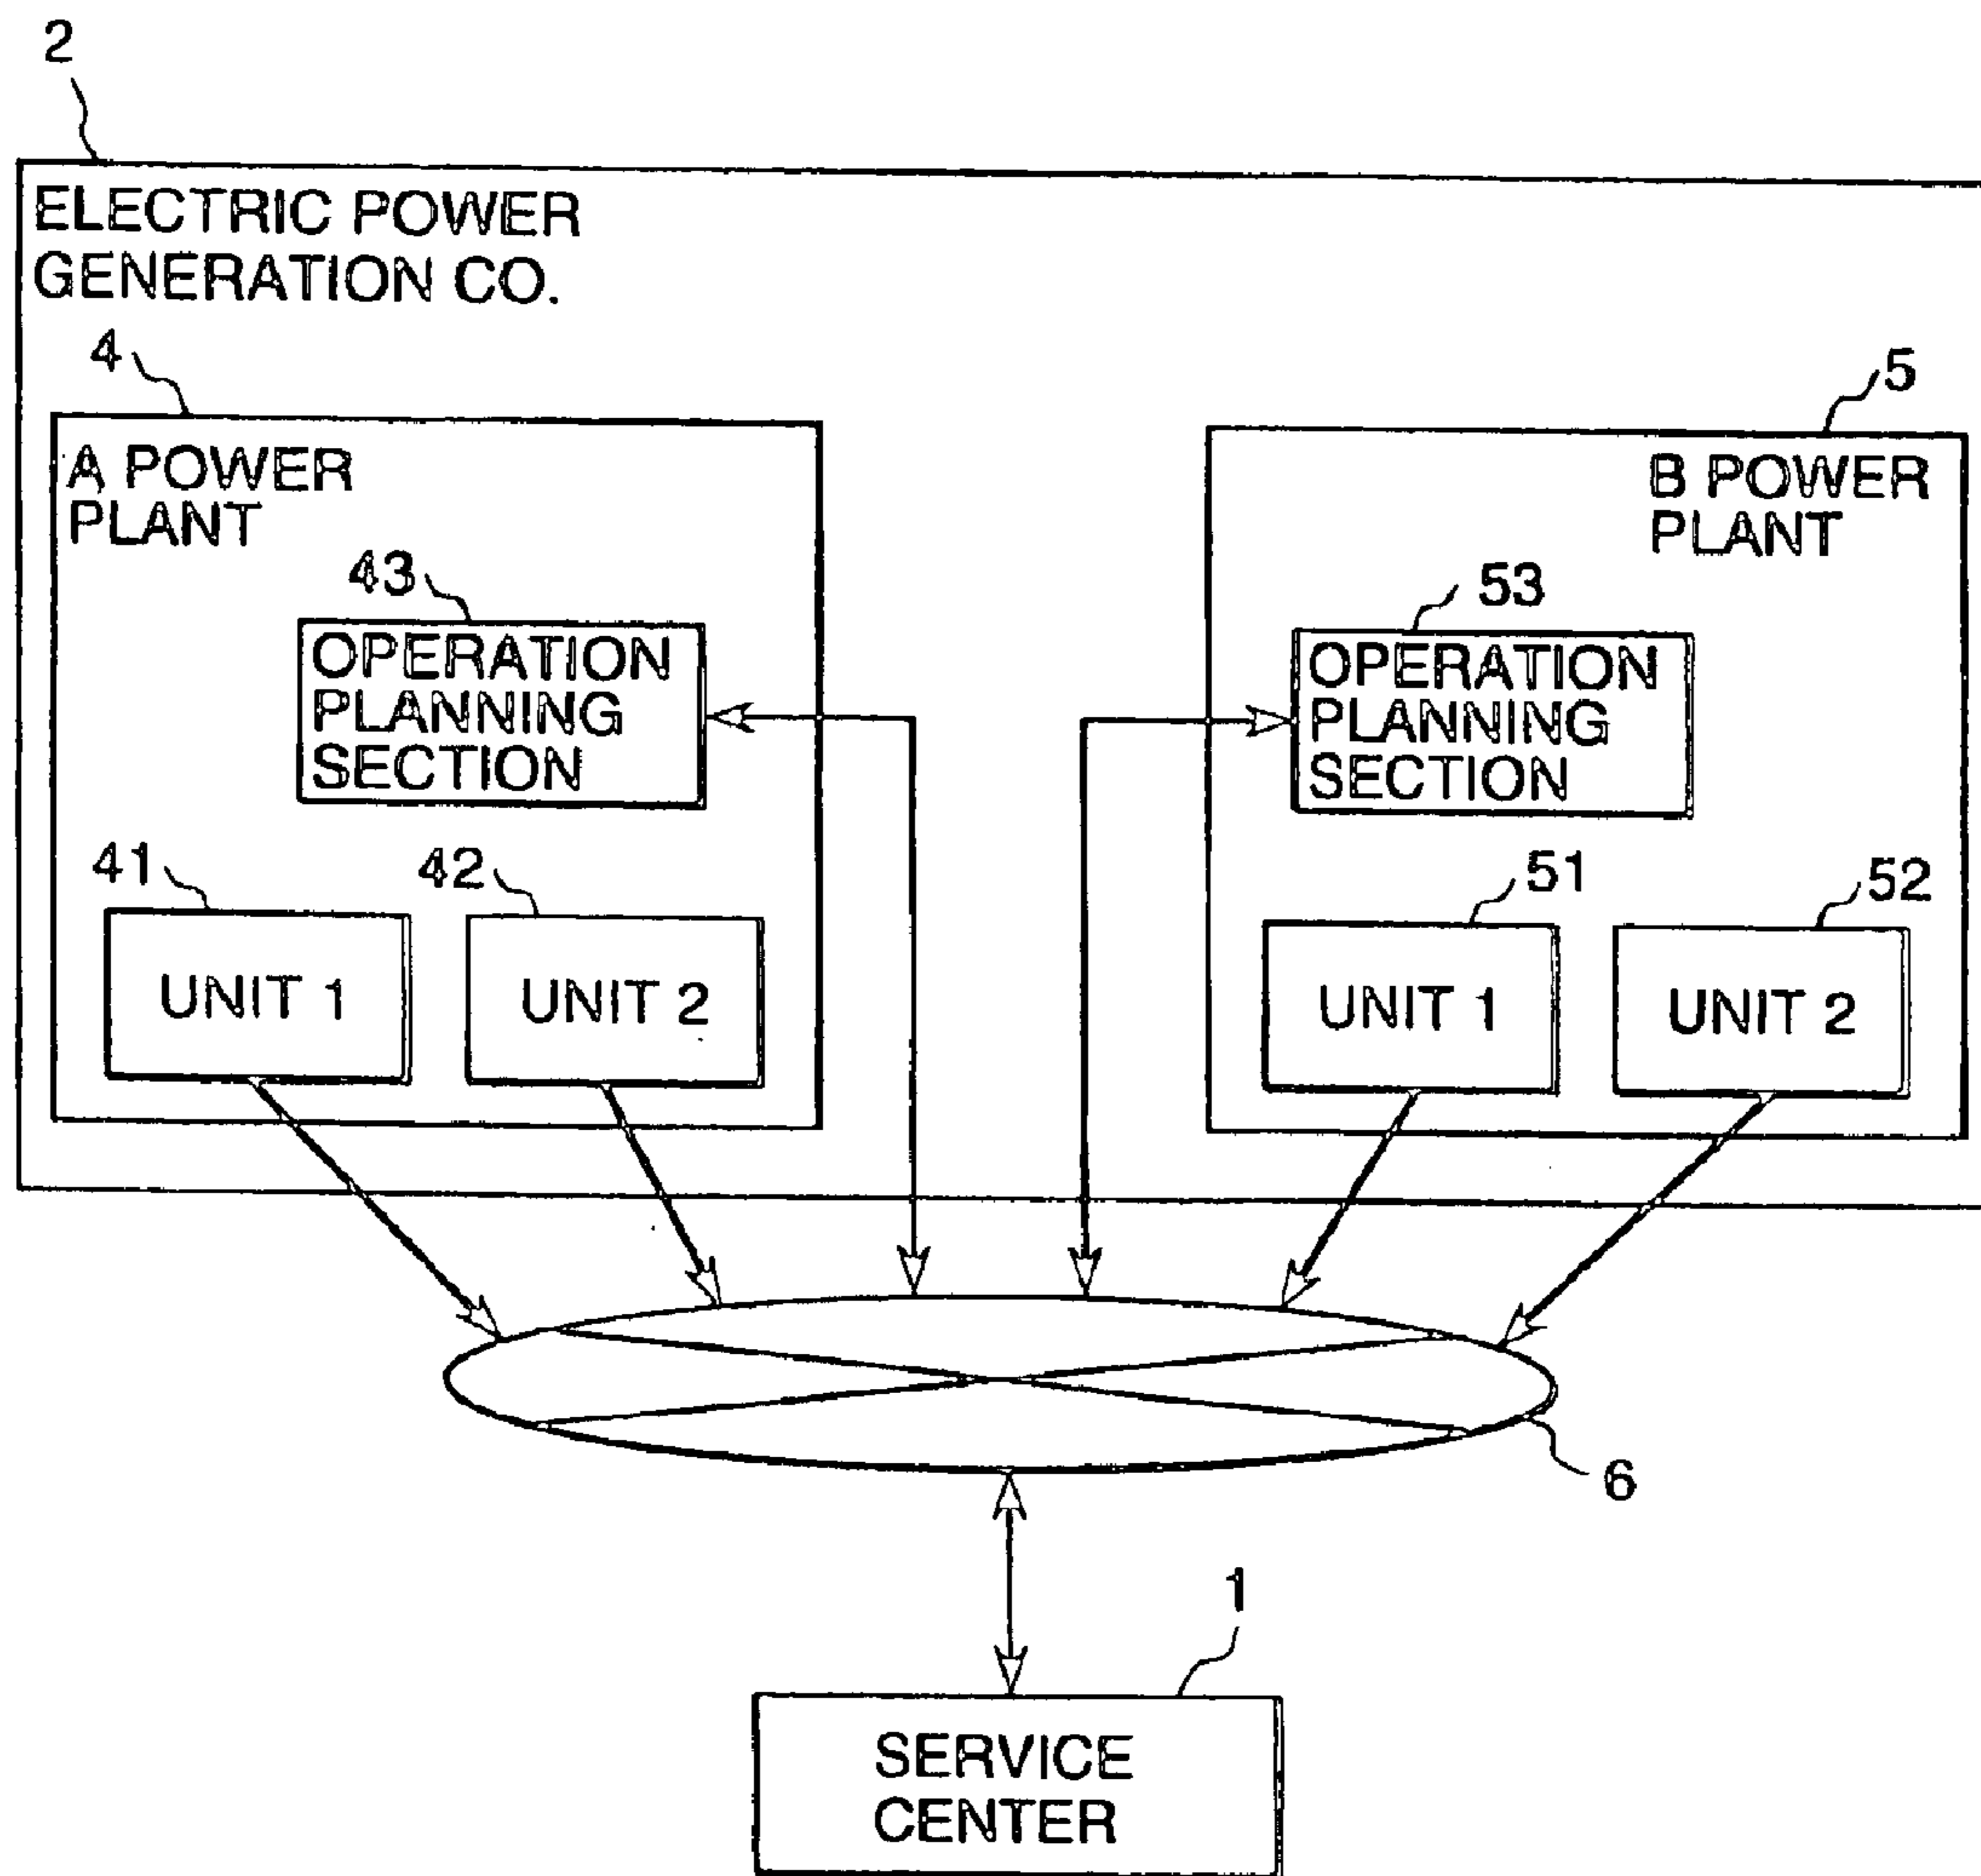 2
ELECTRIC POWER
GENERATION CO.
4
5
A POWER
PLANT
B POWER
PLANT
43
OPERATION
PLANNING
SECTION
53
OPERATION
PLANNING
SECTION
41
42
UNIT 1
UNIT 2
51
52
UNIT 1
UNIT 2
6
1
SERVICE
CENTER